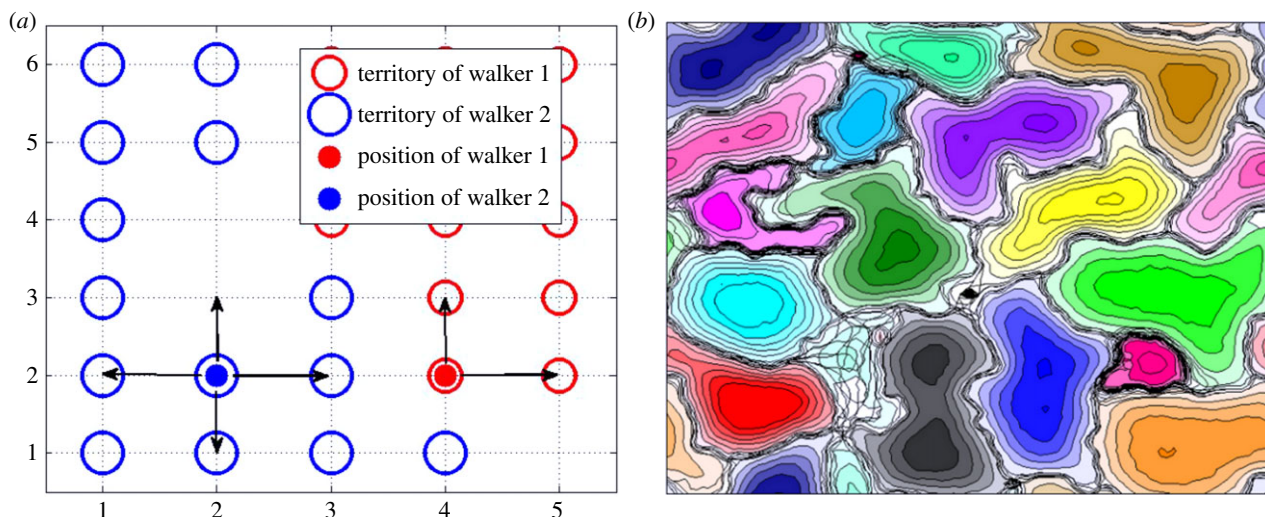 (a)
6
5
4
3
2
1
1 2 3 4 5
territory of walker 1
territory of walker 2
position of walker 1
position of walker 2
(b)